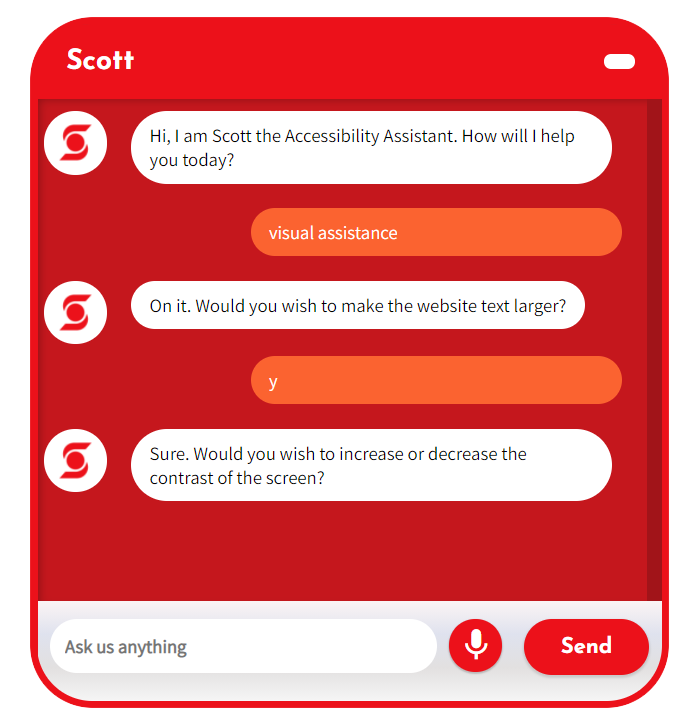 Scott
Hi, I am Scott the Accessibility Assistant. How will I help
you today?
visual assistance
On it. Would you wish to make the website text larger?
y
Sure. Would you wish to increase or decrease the
contrast of the screen?
Ask us anything
Send